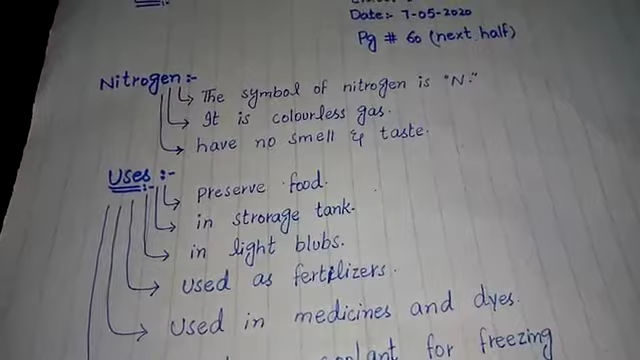 Date:- 7-05-2020
Pg # 60 (next half)
Nitrogen:-
The symbol of nitrogen is "N."
It is colourless gas.
have no smell & taste.
Uses :-
preserve food.
in strorage tank.
in light blubs.
used as fertilizers.
used in medicines and dyes.
coolant for freezing